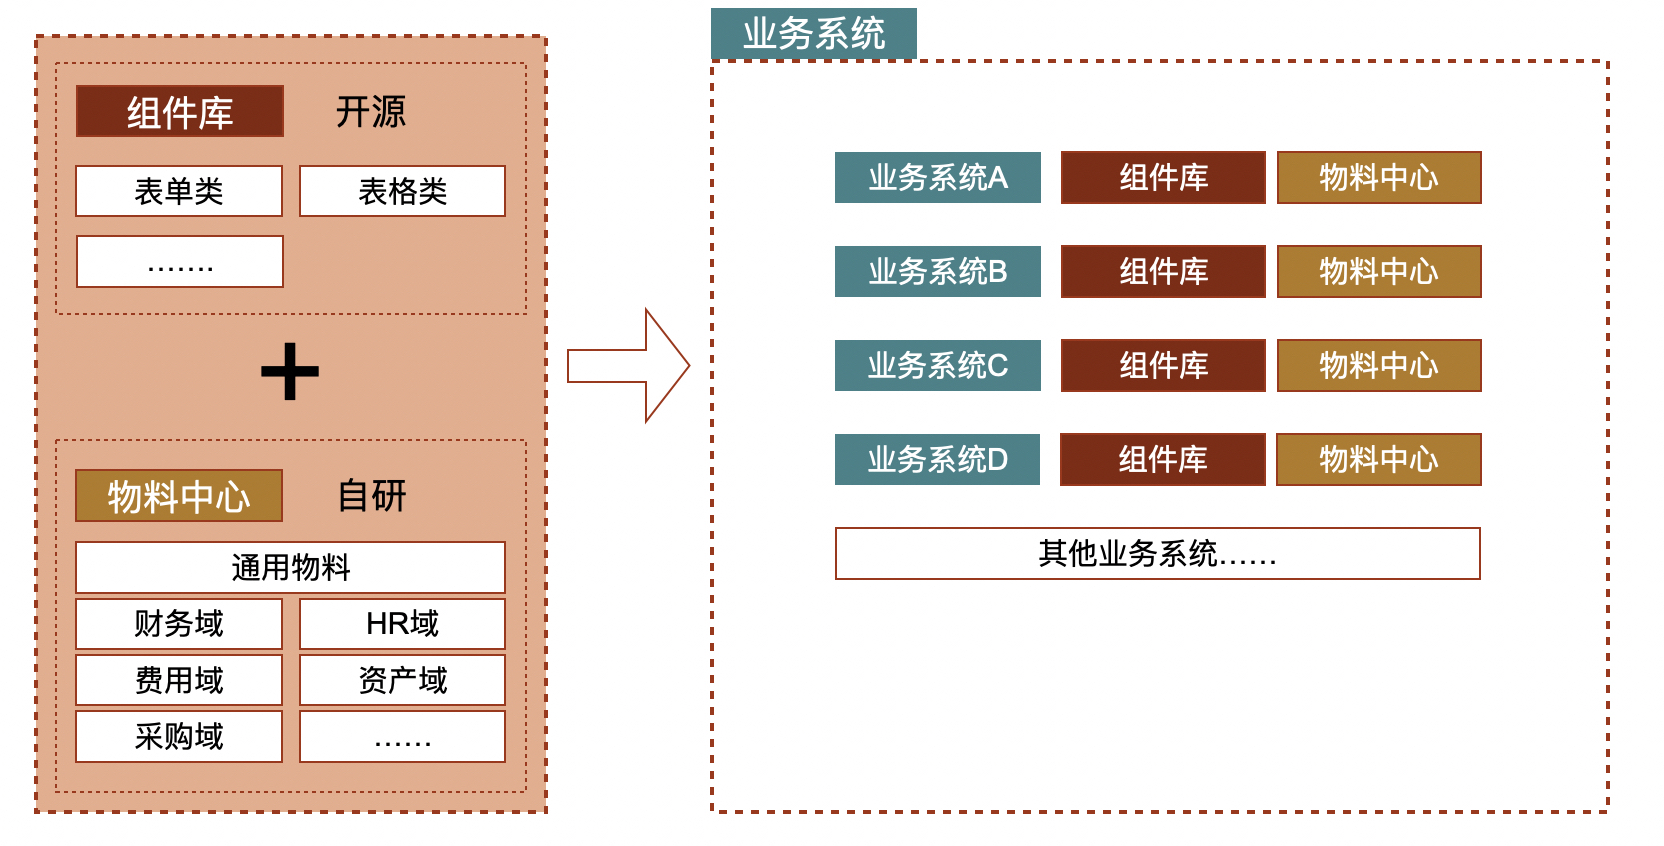 组件库
开源
表单类
表格类
.......
+
物料中心
自研
通用物料
财务域
HR域
费用域
资产域
采购域
......
业务系统
业务系统A
组件库
物料中心
业务系统B
组件库
物料中心
业务系统C
组件库
物料中心
业务系统D
组件库
物料中心
其他业务系统......